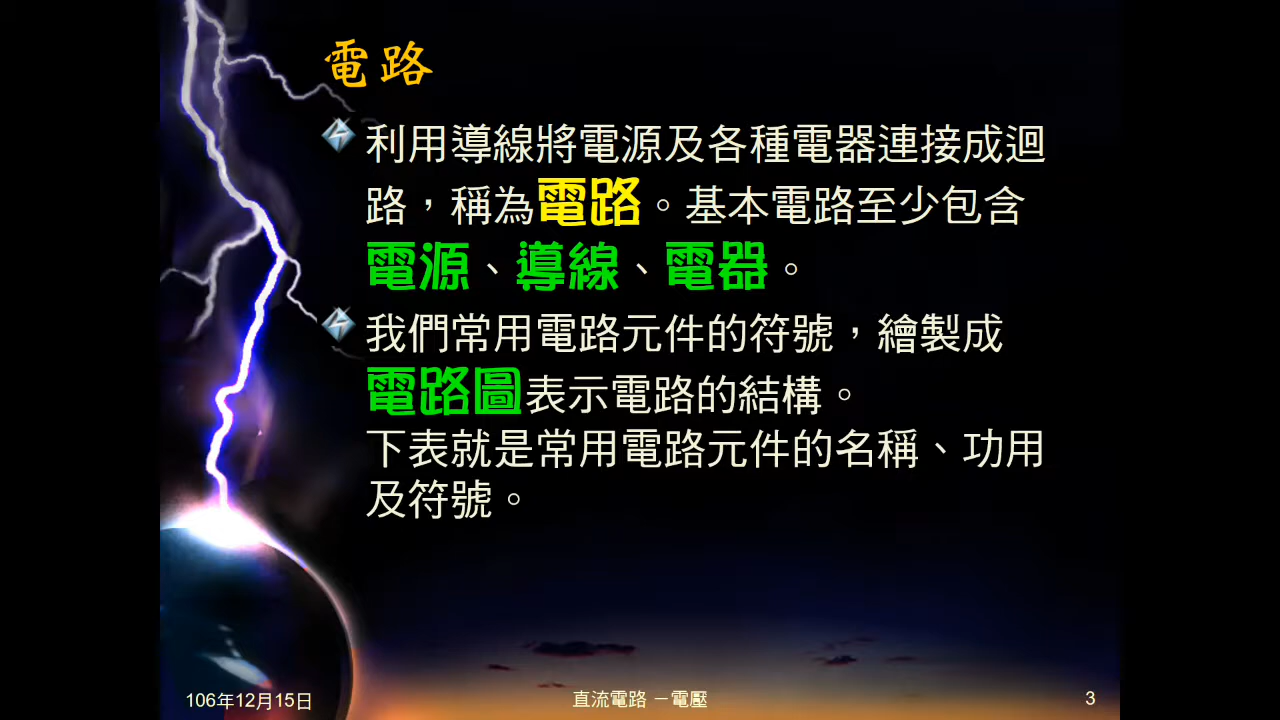 電路
利用導線將電源及各種電器連接成迴
路，稱為電路。基本電路至少包含
電源、導線、電器。
我們常用電路元件的符號，繪製成
電路圖表示電路的結構。
下表就是常用電路元件的名稱、功用
及符號。
106年12月15日
直流電路 －電壓
3